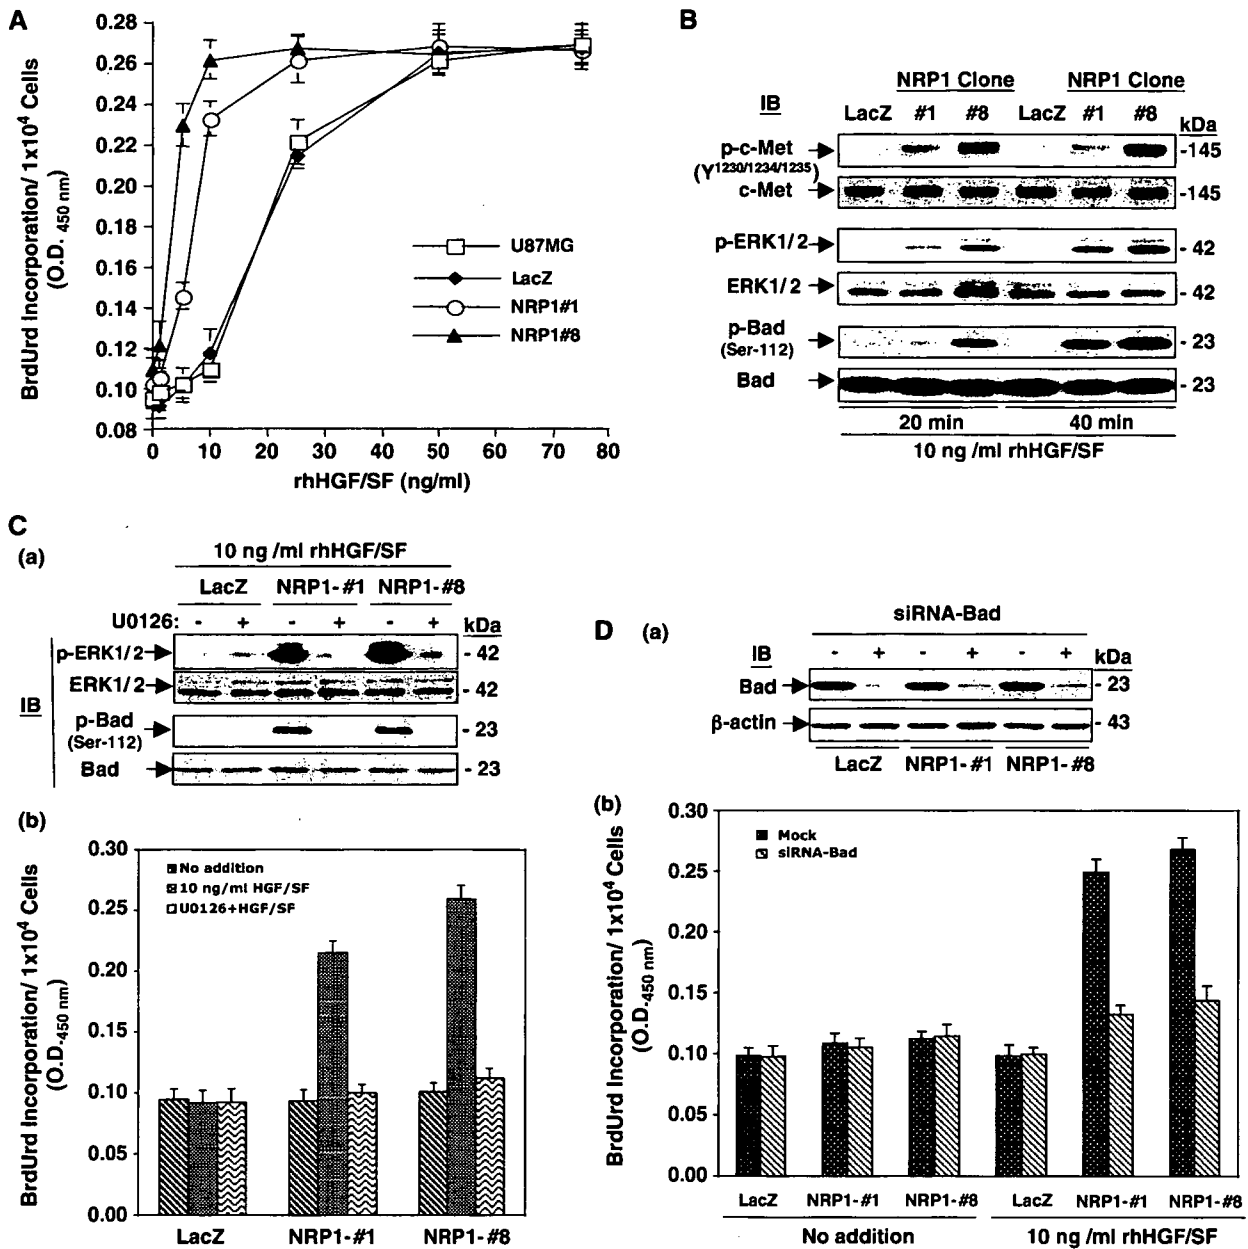 A
BrdUrd Incorporation/ 1x10⁴ Cells
(O.D. 450 nm)
0.28
0.26
0.24
0.22
0.20
0.18
0.16
0.14
0.12
0.10
0.08
0 10 20 30 40 50 60 70 80
rhHGF/SF (ng/ml)
U87MG
LacZ
NRP1#1
NRP1#8
B
NRP1 Clone NRP1 Clone
IB LacZ #1 #8 LacZ #1 #8 kDa
p-c-Met -145
(Y1230/1234/1235)
c-Met -145
p-ERK1/2 - 42
ERK1/2 - 42
p-Bad - 23
(Ser-112)
Bad - 23
20 min 40 min
10 ng /ml rhHGF/SF
C
(a)
10 ng /ml rhHGF/SF
LacZ NRP1-#1 NRP1-#8
U0126: - + - + - + kDa
IB
p-ERK1/2 - 42
ERK1/2 - 42
p-Bad - 23
(Ser-112)
Bad - 23
(b)
BrdUrd Incorporation/ 1x10⁴ Cells
(O.D.-450 nm)
0.30
0.25
0.20
0.15
0.10
0.05
0.00
No addition
10 ng/ml HGF/SF
U0126+HGF/SF
LacZ NRP1-#1 NRP1-#8
D (a)
siRNA-Bad
IB - + - + - + kDa
Bad - 23
β-actin - 43
LacZ NRP1-#1 NRP1-#8
(b)
BrdUrd Incorporation/ 1x10⁴ Cells
(O.D.-450 nm)
0.30
0.25
0.20
0.15
0.10
0.05
0.00
Mock
siRNA-Bad
LacZ NRP1-#1 NRP1-#8 LacZ NRP1-#1 NRP1-#8
No addition 10 ng /ml rhHGF/SF